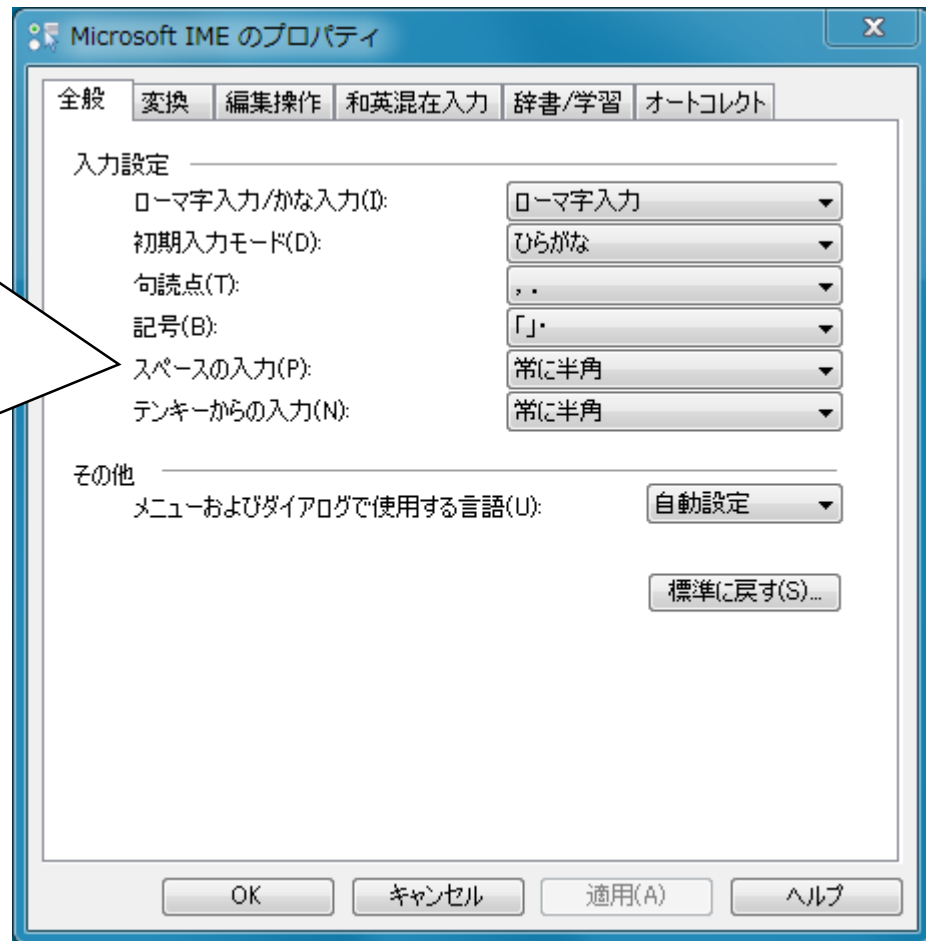 Microsoft IME のプロパティ
全般 変換 編集操作 和英混在入力 辞書/学習 オートコレクト
入力設定
ローマ字入力/かな入力(I): ローマ字入力
初期入力モード(D): ひらがな
句読点(T): ，．
記号(B): 「」・
スペースの入力(P): 常に半角
テンキーからの入力(N): 常に半角
その他
メニューおよびダイアログで使用する言語(U): 自動設定
標準に戻す(S)...
OK キャンセル 適用(A) ヘルプ